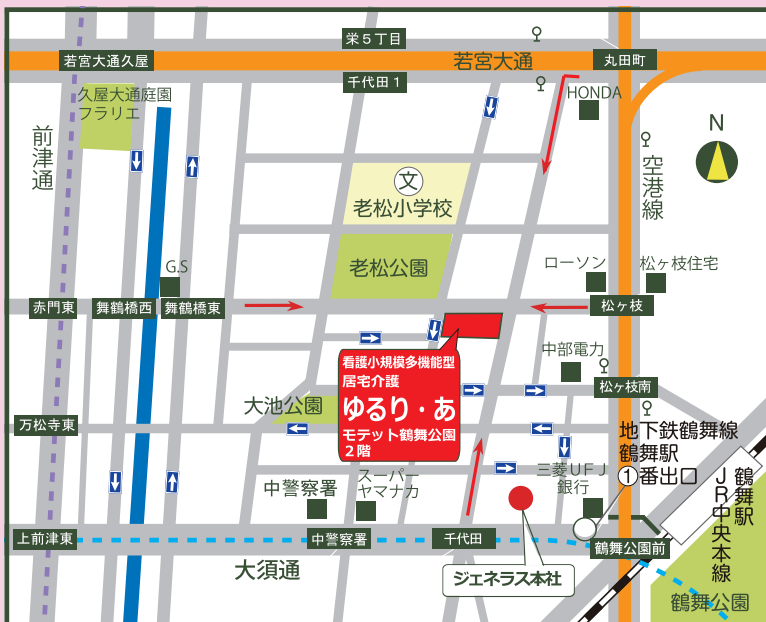 栄5丁目
若宮大通久屋
若宮大通
丸田町
千代田1
HONDA
久屋大通庭園
フラリエ
前津通
N
空港線
文
老松小学校
老松公園
G.S
ローソン
松ヶ枝住宅
赤門東
舞鶴橋西
舞鶴橋東
松ヶ枝
中部電力
看護小規模多機能型
居宅介護
ゆるり・あ
モテット鶴舞公園
2階
松ヶ枝南
大池公園
万松寺東
地下鉄鶴舞線
鶴舞駅
①番出口
三菱UFJ
銀行
鶴舞駅
JR中央本線
中警察署
スーパー
ヤマナカ
上前津東
中警察署
千代田
鶴舞公園前
大須通
ジェネラス本社
鶴舞公園